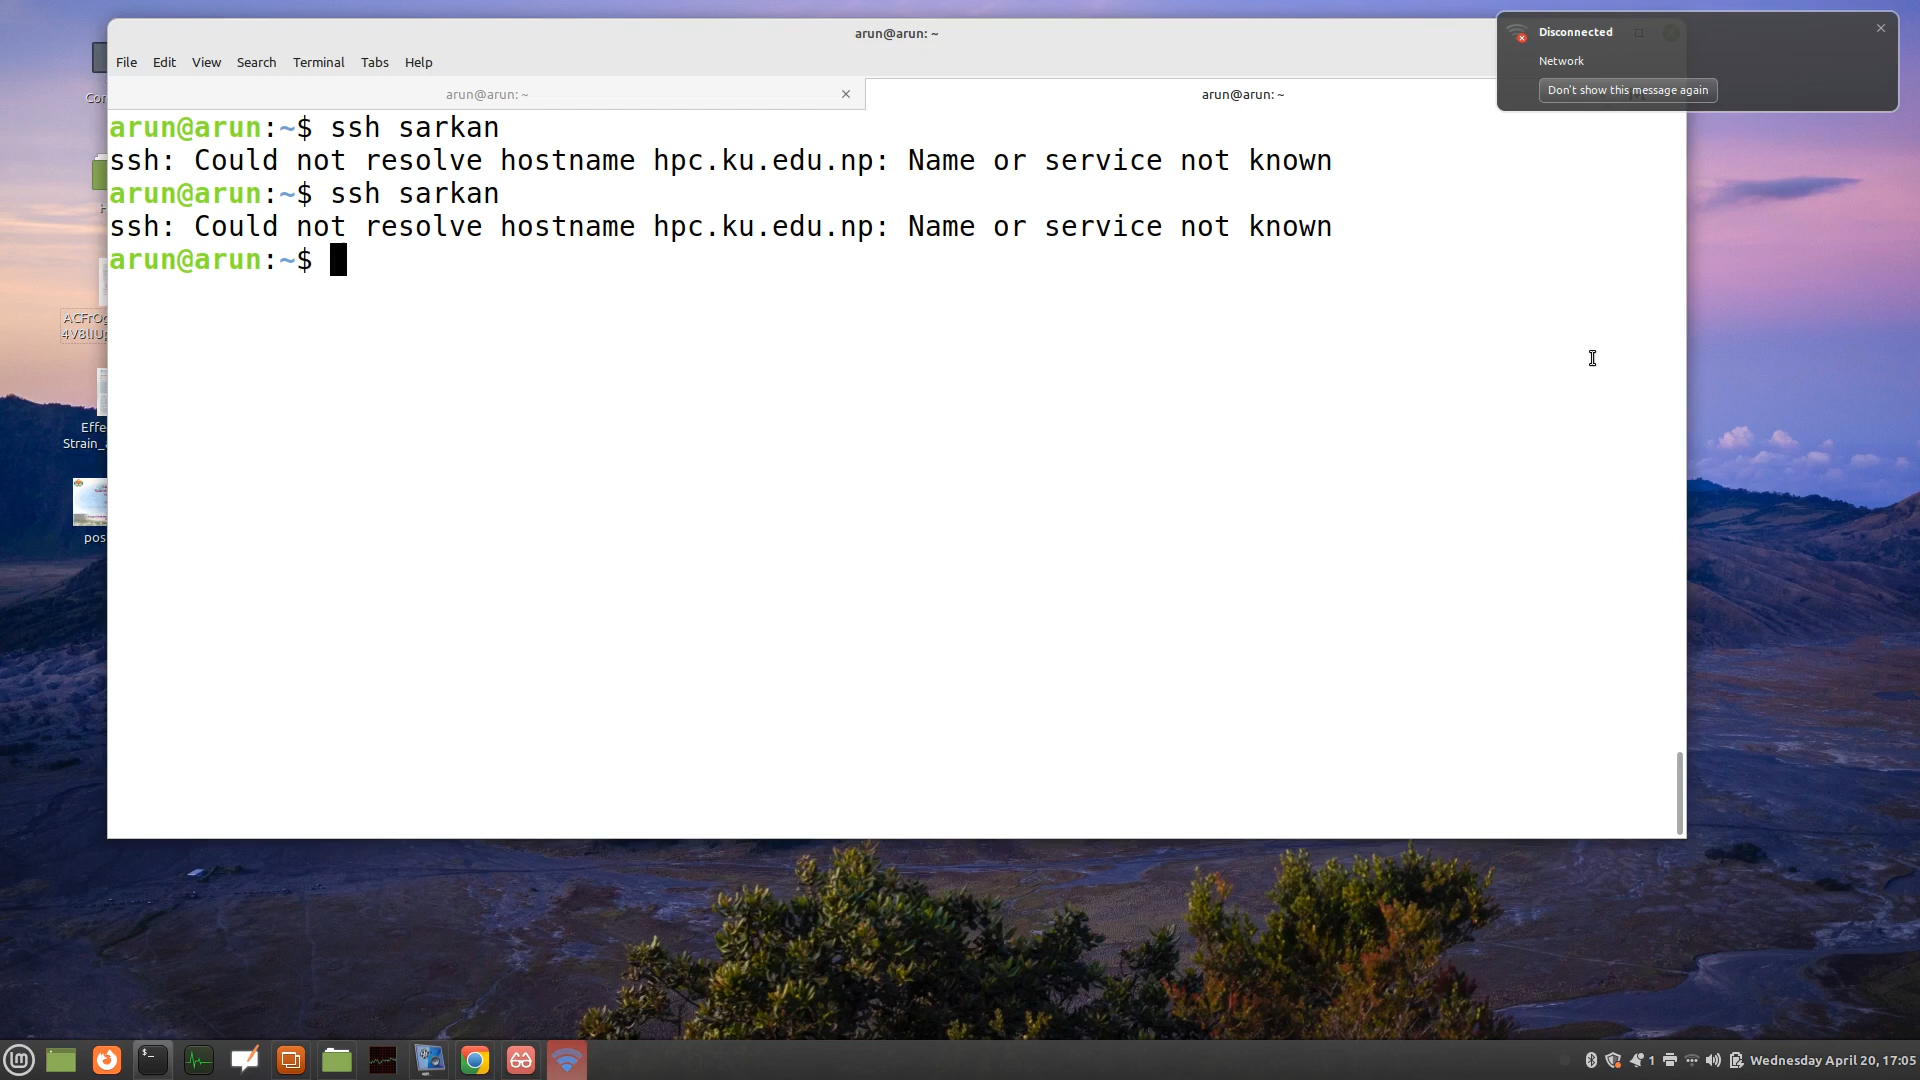 arun@arun: ~
Disconnected
Network
Don't show this message again
File Edit View Search Terminal Tabs Help
arun@arun: ~
arun@arun: ~
arun@arun:~$ ssh sarkan
ssh: Could not resolve hostname hpc.ku.edu.np: Name or service not known
arun@arun:~$ ssh sarkan
ssh: Could not resolve hostname hpc.ku.edu.np: Name or service not known
arun@arun:~$
Effe
Strain_
pos
1 Wednesday April 20, 17:05